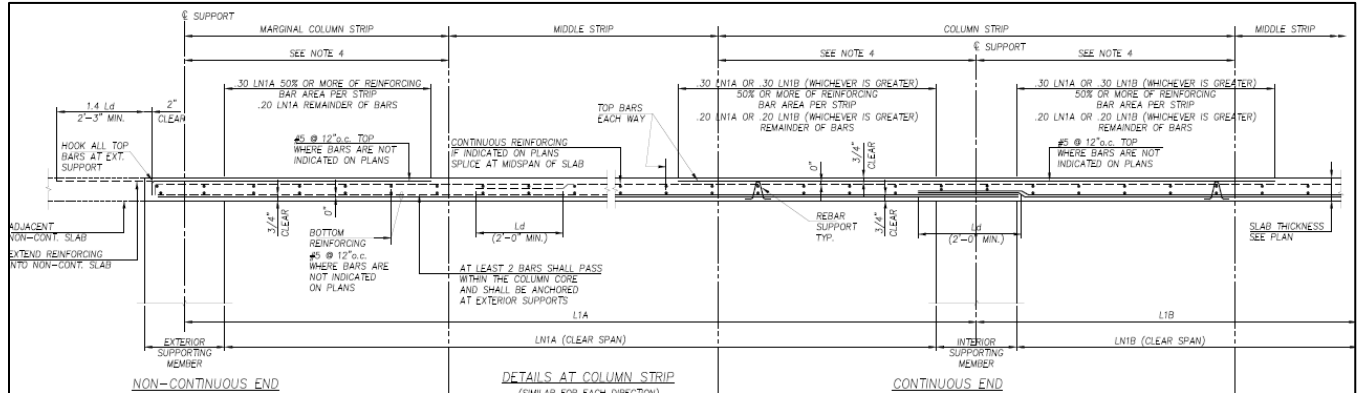 ℄ SUPPORT
MARGINAL COLUMN STRIP
MIDDLE STRIP
COLUMN STRIP
MIDDLE STRIP
SEE NOTE 4
SEE NOTE 4
℄ SUPPORT
SEE NOTE 4
.30 LN1A 50% OR MORE OF REINFORCING
BAR AREA PER STRIP
.20 LN1A REMAINDER OF BARS
.30 LN1A OR .30 LN1B (WHICHEVER IS GREATER)
50% OR MORE OF REINFORCING
BAR AREA PER STRIP
.20 LN1A OR .20 LN1B (WHICHEVER IS GREATER)
REMAINDER OF BARS
.30 LN1A OR .30 LN1B (WHICHEVER IS GREATER)
50% OR MORE OF REINFORCING
BAR AREA PER STRIP
.20 LN1A OR .20 LN1B (WHICHEVER IS GREATER)
REMAINDER OF BARS
1.4 Ld
2'-3" MIN.
2"
CLEAR
HOOK ALL TOP
BARS AT EXT.
SUPPORT
#5 @ 12"o.c. TOP
WHERE BARS ARE NOT
INDICATED ON PLANS
CONTINUOUS REINFORCING
IF INDICATED ON PLANS
SPLICE AT MIDSPAN OF SLAB
TOP BARS
EACH WAY
0"
3/4"
CLEAR
#5 @ 12"o.c. TOP
WHERE BARS ARE NOT
INDICATED ON PLANS
ADJACENT
NON-CONT. SLAB
EXTEND REINFORCING
INTO NON-CONT. SLAB
3/4"
CLEAR
0"
BOTTOM
REINFORCING
#5 @ 12"o.c.
WHERE BARS ARE
NOT INDICATED
ON PLANS
Ld
(2'-0" MIN.)
AT LEAST 2 BARS SHALL PASS
WITHIN THE COLUMN CORE
AND SHALL BE ANCHORED
AT EXTERIOR SUPPORTS
REBAR
SUPPORT
TYP.
3/4"
CLEAR
Ld
(2'-0" MIN.)
SLAB THICKNESS
SEE PLAN
L1A
L1B
EXTERIOR
SUPPORTING
MEMBER
LN1A (CLEAR SPAN)
INTERIOR
SUPPORTING
MEMBER
LN1B (CLEAR SPAN)
NON-CONTINUOUS END
DETAILS AT COLUMN STRIP
(SIMILAR FOR EACH DIRECTION)
CONTINUOUS END